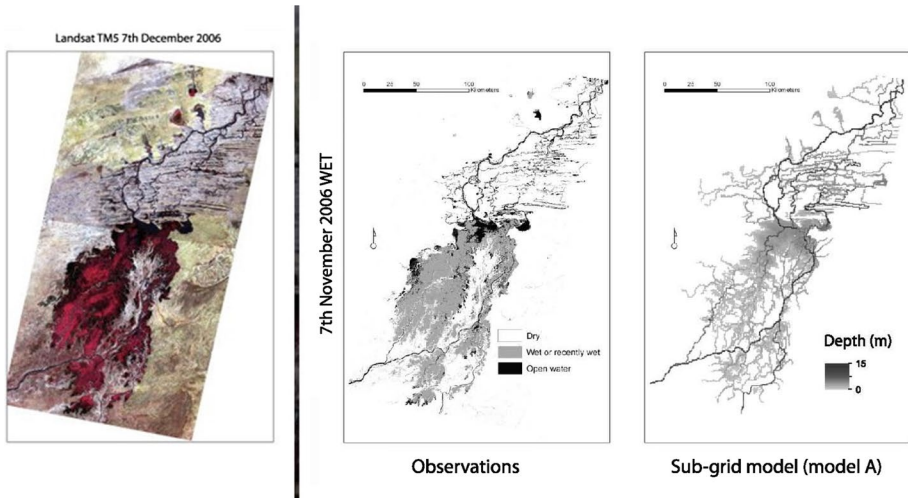 Landsat TM5 7th December 2006
7th November 2006 WET
0 25 50 100
Kilometers
Dry
Wet or recently wet
Open water
Observations
0 25 50 100
Kilometers
Depth (m)
15
0
Sub-grid model (model A)